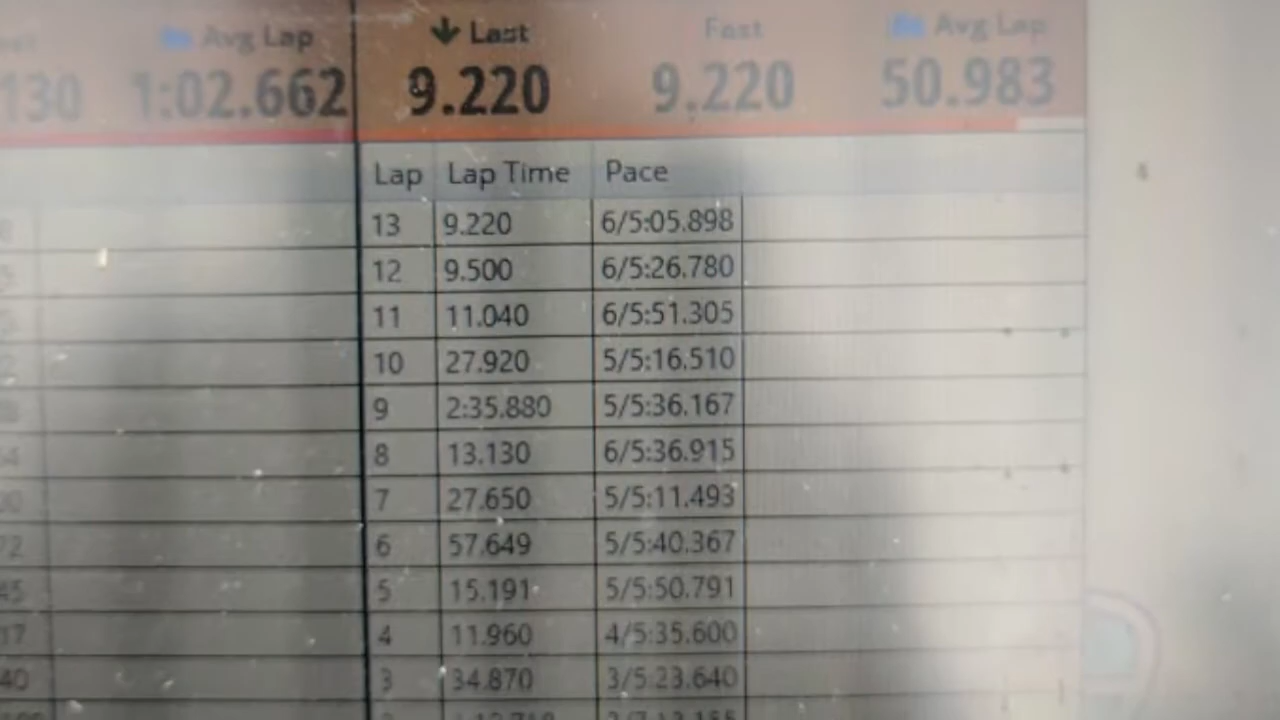 Avg Lap Last Fast Avg Lap
130 1:02.662 9.220 9.220 50.983
Lap Lap Time Pace
13 9.220 6/5:05.898
12 9.500 6/5:26.780
11 11.040 6/5:51.305
10 27.920 5/5:16.510
9 2:35.880 5/5:36.167
8 13.130 6/5:36.915
7 27.650 5/5:11.493
6 57.649 5/5:40.367
72
5 15.191 5/5:50.791
45
4 11.960 4/5:35.600
17
3 34.870 3/5:23.640
40